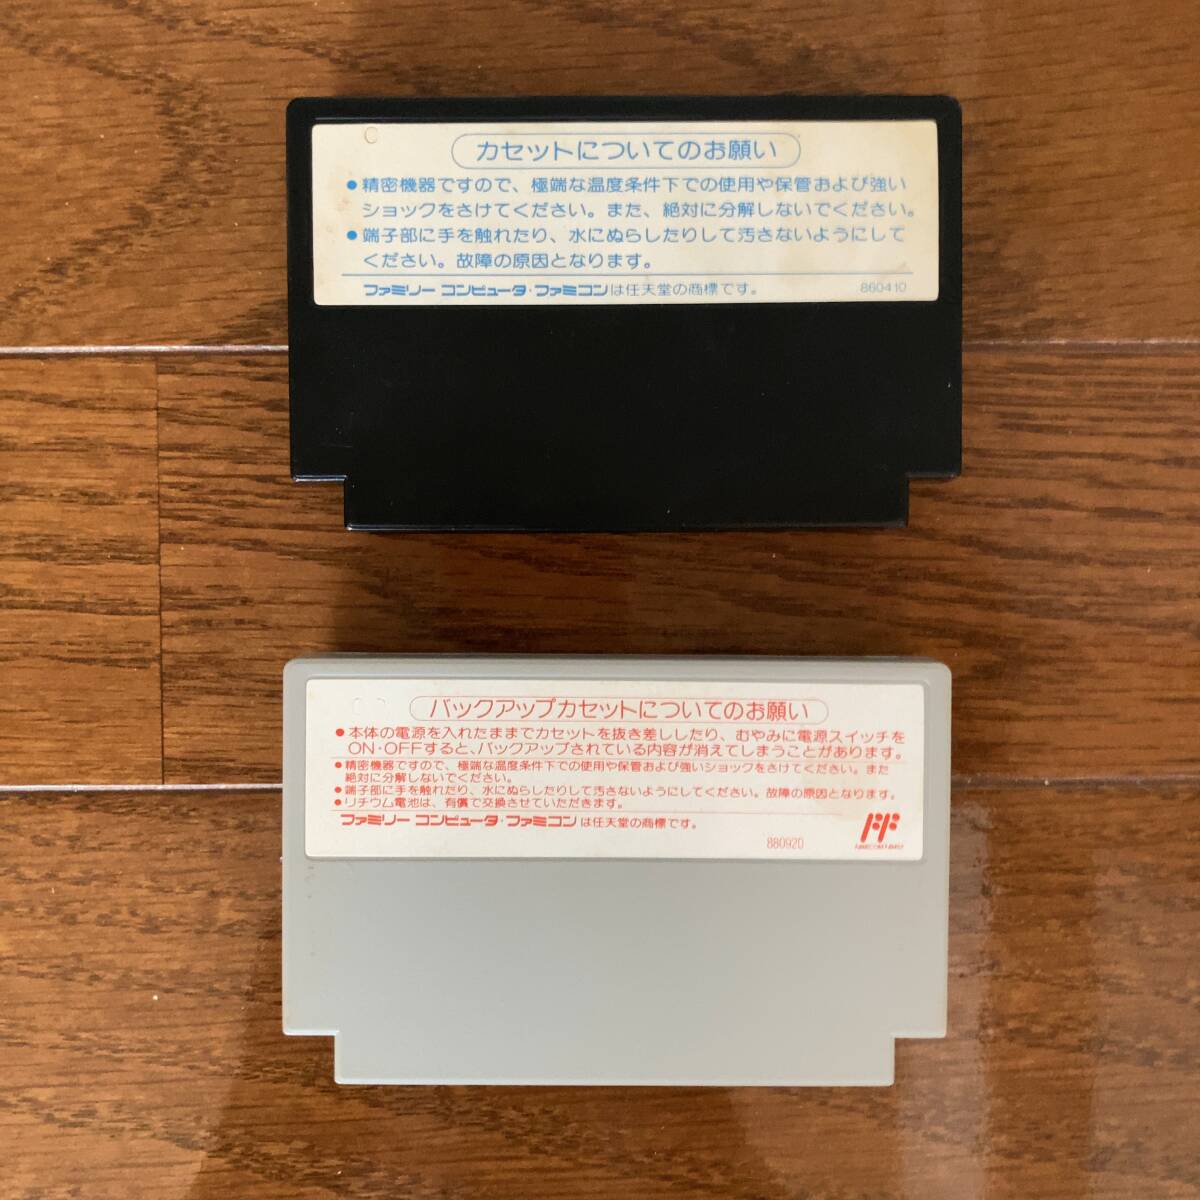 カセットについてのお願い
●精密機器ですので、極端な温度条件下での使用や保管および強い
ショックをさけてください。また、絶対に分解しないでください。
●端子部に手を触れたり、水にぬらしたりして汚さないようにして
ください。故障の原因となります。
ファミリー コンピュータ・ファミコンは任天堂の商標です。 860410
バックアップカセットについてのお願い
●本体の電源を入れたままでカセットを抜き差ししたり、むやみに電源スイッチを
ON・OFFすると、バックアップされている内容が消えてしまうことがあります。
●精密機器ですので、極端な温度条件下での使用や保管および強いショックをさけてください。また
絶対に分解しないでください。
●端子部に手を触れたり、水にぬらしたりして汚さないようにしてください。故障の原因となります。
●リチウム電池は、有償で交換させていただきます。
ファミリー コンピュータ・ファミコンは任天堂の商標です。
880920
FF
FAMICOM FAMILY